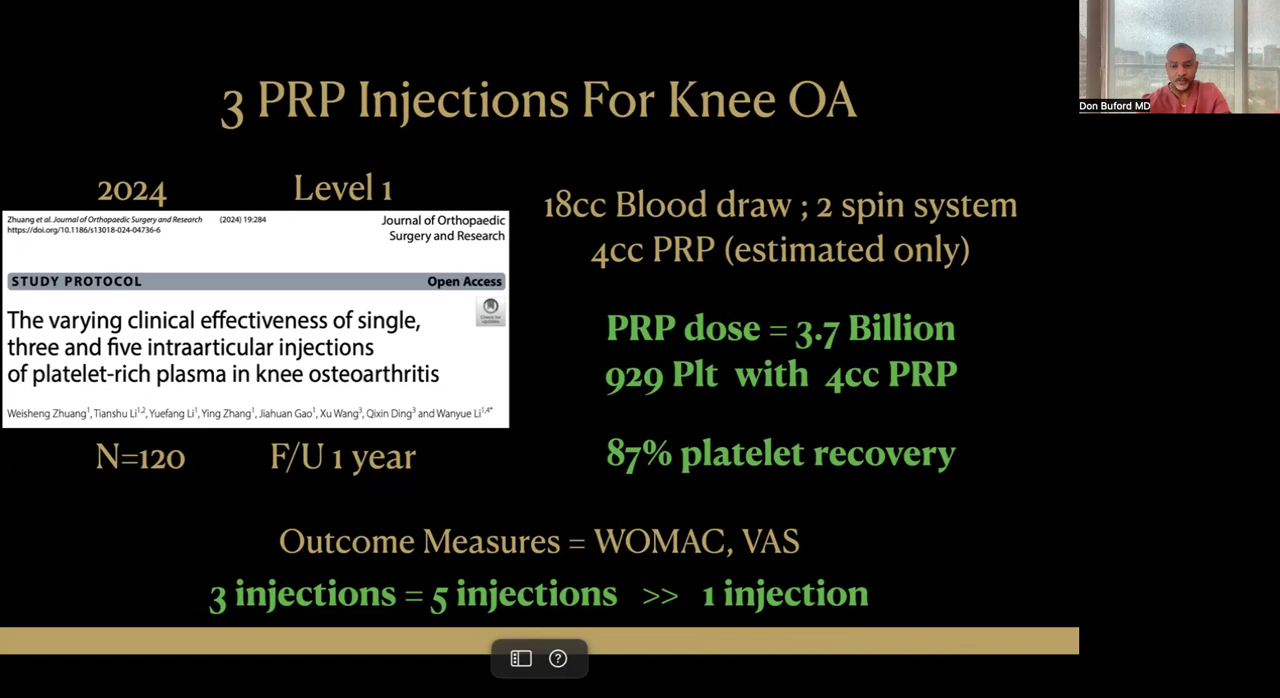 3 PRP Injections For Knee OA
Don Buford MD
2024
Level 1
Zhuang et al. Journal of Orthopaedic Surgery and Research (2024) 19:284
https://doi.org/10.1186/s13018-024-04736-6
Journal of Orthopaedic
Surgery and Research
STUDY PROTOCOL
Open Access
Check for
updates
The varying clinical effectiveness of single,
three and five intraarticular injections
of platelet-rich plasma in knee osteoarthritis
Weisheng Zhuang1, Tianshu Li1,2, Yuefang Li1, Ying Zhang1, Jiahuan Gao1, Xu Wang3, Qixin Ding3 and Wanyue Li1,4*
N=120
F/U 1 year
18cc Blood draw ; 2 spin system
4cc PRP (estimated only)
PRP dose = 3.7 Billion
929 Plt with 4cc PRP
87% platelet recovery
Outcome Measures = WOMAC, VAS
3 injections = 5 injections >> 1 injection